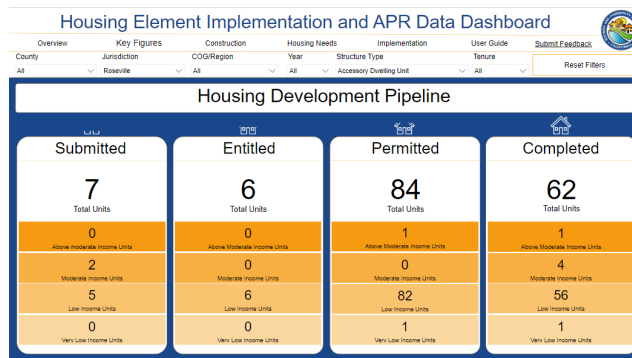 Housing Element Implementation and APR Data Dashboard
Overview Key Figures Construction Housing Needs Implementation User Guide Submit Feedback
County Jurisdiction COG/Region Year Structure Type Tenure
All Roseville All All Accessory Dwelling Unit All Reset Filters
Housing Development Pipeline
Submitted Entitled Permitted Completed
7 6 84 62
Total Units Total Units Total Units Total Units
0 0 1 1
Above moderate Income Units Above Moderate Income Units Above Moderate Income Units Above Moderate Income Units
2 0 0 4
Moderate Income Units Moderate Income Units Moderate Income Units Moderate Income Units
5 6 82 56
Low Income Units Low Income Units Low Income Units Low Income Units
0 0 1 1
Very Low Income Units Very Low Income Units Very Low Income Units Very Low Income Units